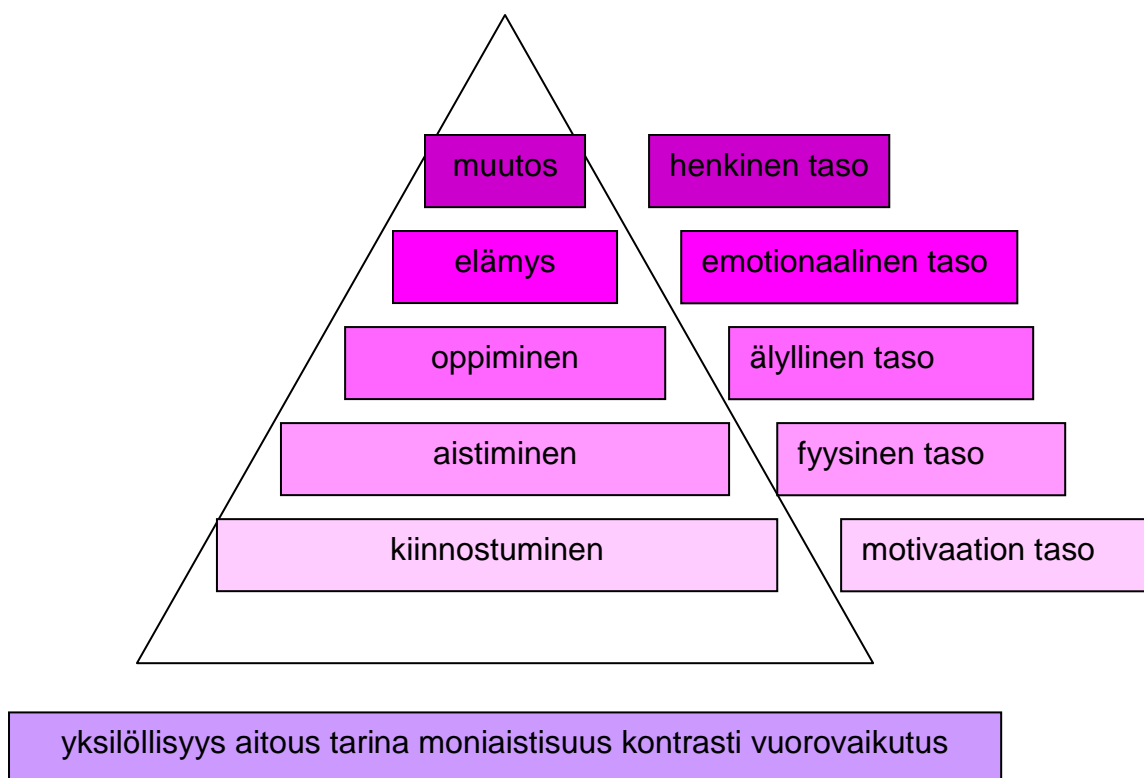 muutos henkinen taso
elämys emotionaalinen taso
oppiminen älyllinen taso
aistiminen fyysinen taso
kiinnostuminen motivaation taso
yksilöllisyys aitous tarina moniaistisuus kontrasti vuorovaikutus